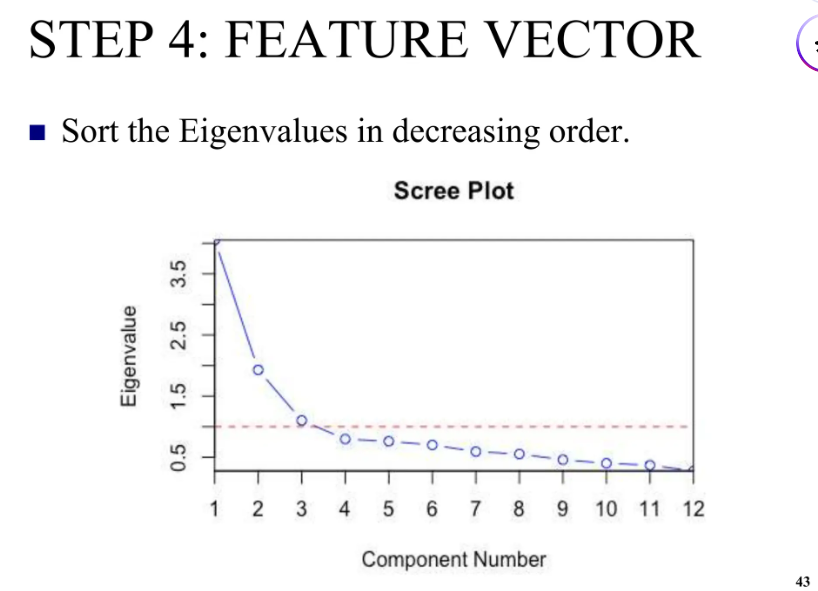 STEP 4: FEATURE VECTOR
Sort the Eigenvalues in decreasing order.
Scree Plot
Eigenvalue
3.5
2.5
1.5
0.5
1 2 3 4 5 6 7 8 9 10 11 12
Component Number
43